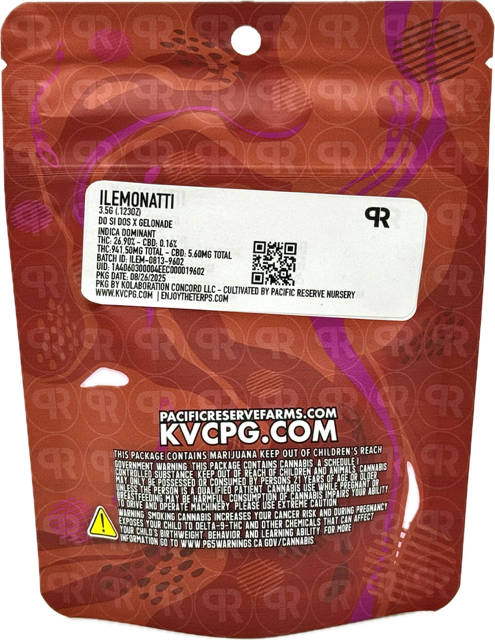 ILEMONATTI
3.5G (.123OZ)
DO SI DOS X GELONADE
INDICA DOMINANT
THC: 26.90% - CBD: 0.16%
THC:941.50MG TOTAL - CBD: 5.60MG TOTAL
BATCH ID: ILEM-0813-9602
UID: 1A4060300004EEC000019602
PKG DATE: 08/26/2025
PKG BY KOLABORATION CONCORD LLC - CULTIVATED BY PACIFIC RESERVE NURSERY
WWW.KVCPG.COM | ENJOYTHETERPS.COM
PR
PACIFICRESERVEFARMS.COM
KVCPG.COM
THIS PACKAGE CONTAINS MARIJUANA KEEP OUT OF CHILDREN'S REACH
GOVERNMENT WARNING: THIS PACKAGE CONTAINS CANNABIS, A SCHEDULE I
CONTROLLED SUBSTANCE. KEEP OUT OF REACH OF CHILDREN AND ANIMALS. CANNABIS
MAY ONLY BE POSSESSED OR CONSUMED BY PERSONS 21 YEARS OF AGE OR OLDER
UNLESS THE PERSON IS A QUALIFIED PATIENT. CANNABIS USE WHILE PREGNANT OR
BREASTFEEDING MAY BE HARMFUL. CONSUMPTION OF CANNABIS IMPAIRS YOUR ABILITY
TO DRIVE AND OPERATE MACHINERY. PLEASE USE EXTREME CAUTION.
WARNING: SMOKING CANNABIS INCREASES YOUR CANCER RISK AND DURING PREGNANCY
EXPOSES YOUR CHILD TO DELTA-9-THC AND OTHER CHEMICALS THAT CAN AFFECT
YOUR CHILD'S BIRTHWEIGHT, BEHAVIOR, AND LEARNING ABILITY. FOR MORE
INFORMATION GO TO WWW.P65WARNINGS.CA.GOV/CANNABIS